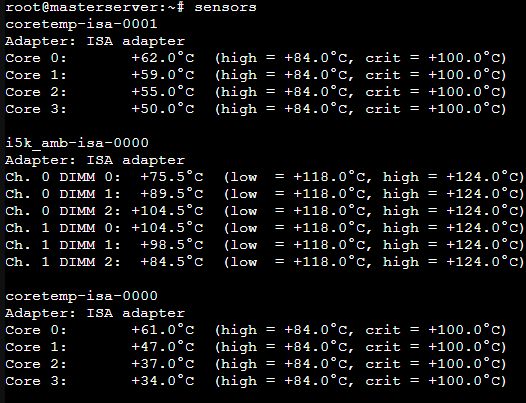 root@masterserver:~# sensors
coretemp-isa-0001
Adapter: ISA adapter
Core 0:       +62.0°C  (high = +84.0°C, crit = +100.0°C)
Core 1:       +59.0°C  (high = +84.0°C, crit = +100.0°C)
Core 2:       +55.0°C  (high = +84.0°C, crit = +100.0°C)
Core 3:       +50.0°C  (high = +84.0°C, crit = +100.0°C)

i5k_amb-isa-0000
Adapter: ISA adapter
Ch. 0 DIMM 0:  +75.5°C  (low  = +118.0°C, high = +124.0°C)
Ch. 0 DIMM 1:  +89.5°C  (low  = +118.0°C, high = +124.0°C)
Ch. 0 DIMM 2: +104.5°C  (low  = +118.0°C, high = +124.0°C)
Ch. 1 DIMM 0: +104.5°C  (low  = +118.0°C, high = +124.0°C)
Ch. 1 DIMM 1:  +98.5°C  (low  = +118.0°C, high = +124.0°C)
Ch. 1 DIMM 2:  +84.5°C  (low  = +118.0°C, high = +124.0°C)

coretemp-isa-0000
Adapter: ISA adapter
Core 0:       +61.0°C  (high = +84.0°C, crit = +100.0°C)
Core 1:       +47.0°C  (high = +84.0°C, crit = +100.0°C)
Core 2:       +37.0°C  (high = +84.0°C, crit = +100.0°C)
Core 3:       +34.0°C  (high = +84.0°C, crit = +100.0°C)